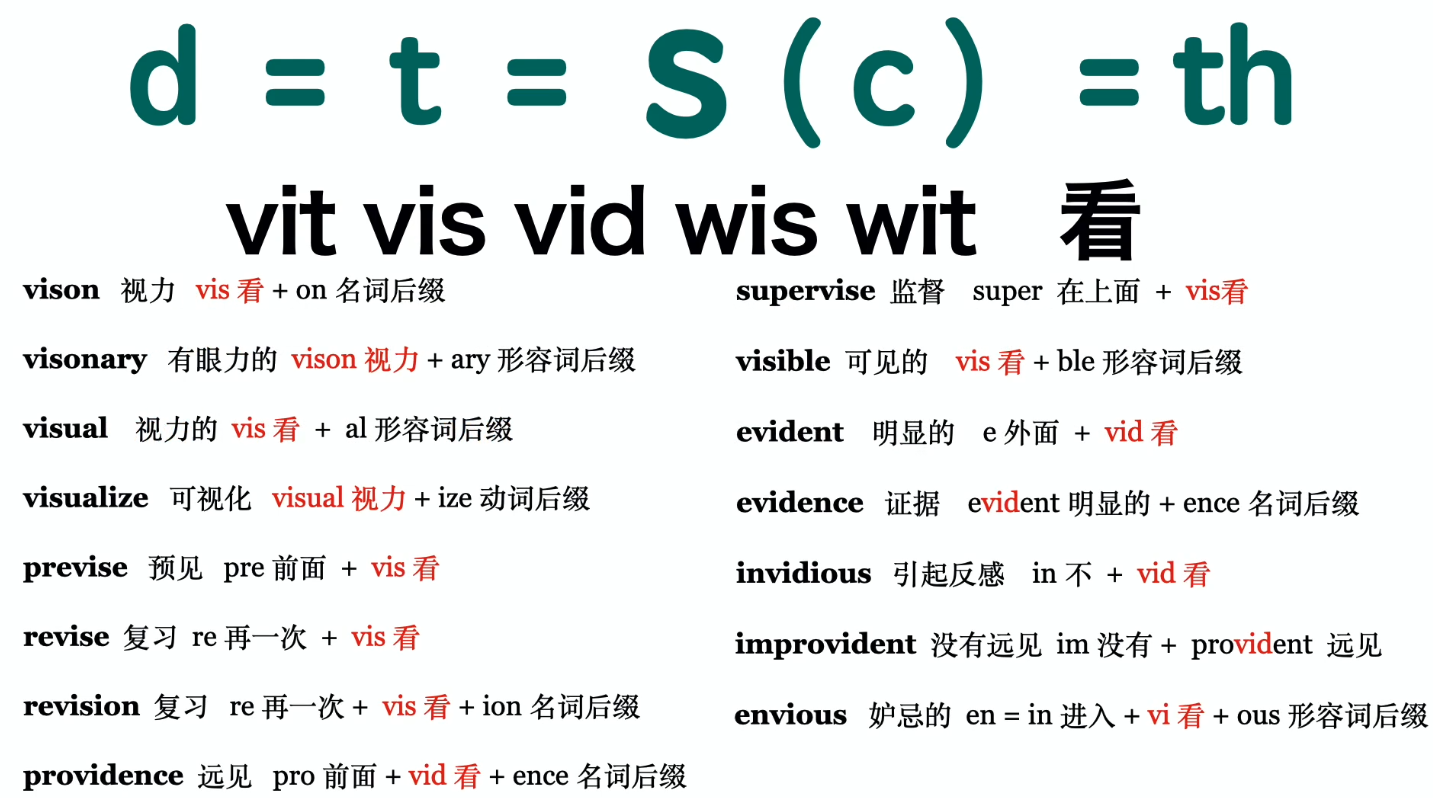 d = t = S (c) = th
vit vis vid wis wit 看
vison 视力 vis 看 + on 名词后缀
visonary 有眼力的 vison 视力 + ary 形容词后缀
visual 视力的 vis 看 + al 形容词后缀
visualize 可视化 visual 视力 + ize 动词后缀
previse 预见 pre 前面 + vis 看
revise 复习 re 再一次 + vis 看
revision 复习 re 再一次 + vis 看 + ion 名词后缀
providence 远见 pro 前面 + vid 看 + ence 名词后缀
supervise 监督 super 在上面 + vis看
visible 可见的 vis 看 + ble 形容词后缀
evident 明显的 e 外面 + vid 看
evidence 证据 evident 明显的 + ence 名词后缀
invidious 引起反感 in 不 + vid 看
improvident 没有远见 im 没有 + provident 远见
envious 妒忌的 en = in 进入 + vi 看 + ous 形容词后缀